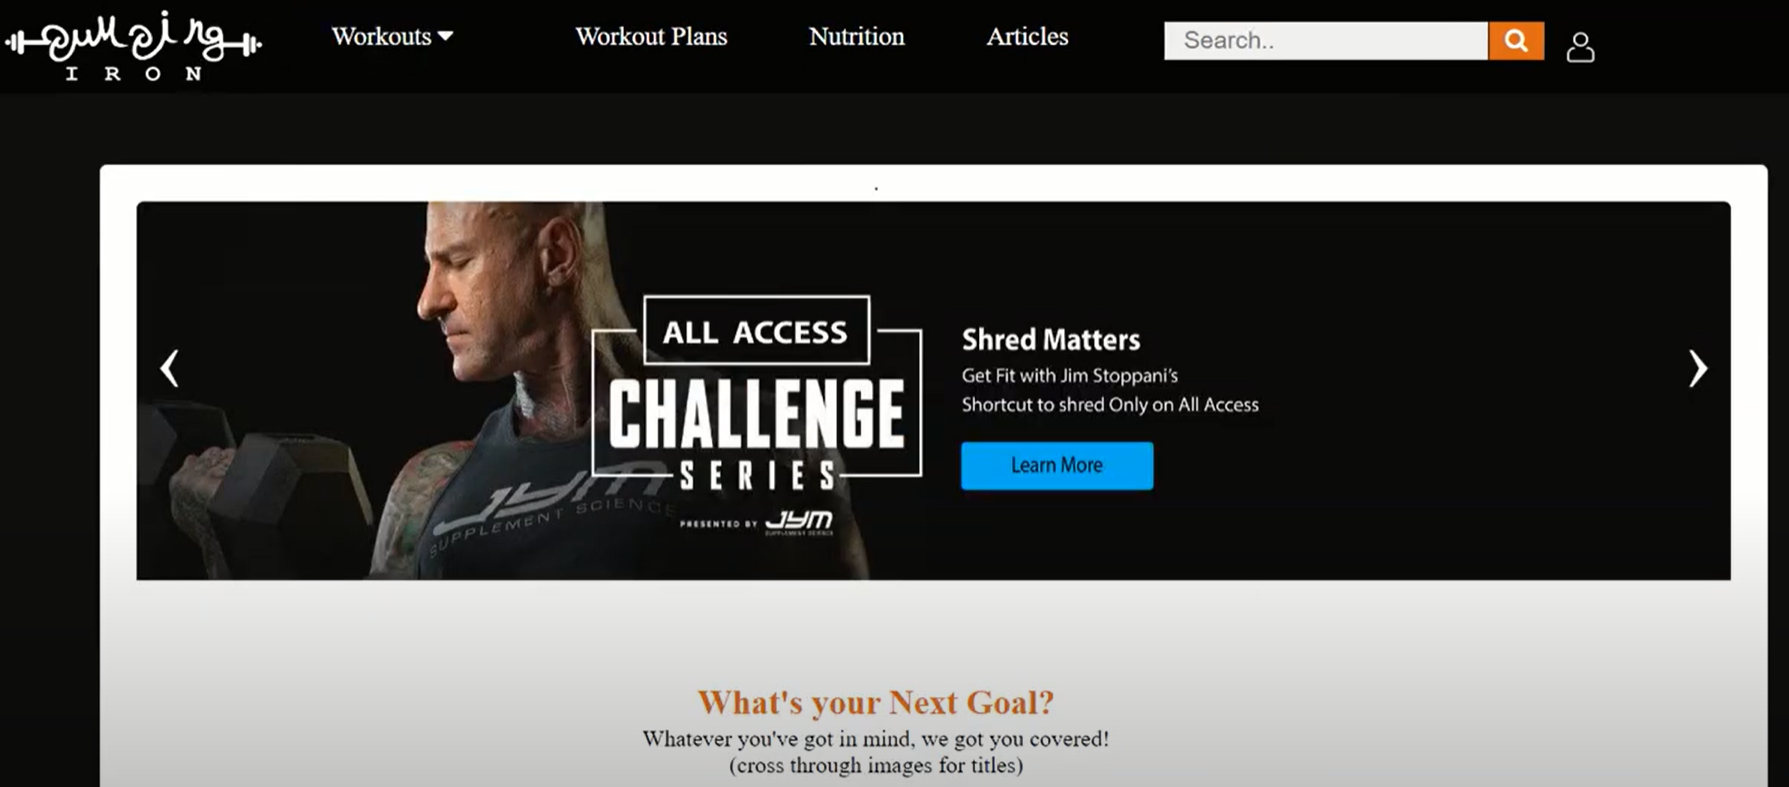 IRON
Workouts
Workout Plans
Nutrition
Articles
Search..
ALL ACCESS
CHALLENGE
SERIES
PRESENTED BY JYM
SUPPLEMENT SCIENCE
JYM
SUPPLEMENT SCIENCE
Shred Matters
Get Fit with Jim Stoppani’s
Shortcut to shred Only on All Access
Learn More
What's your Next Goal?
Whatever you've got in mind, we got you covered!
(cross through images for titles)